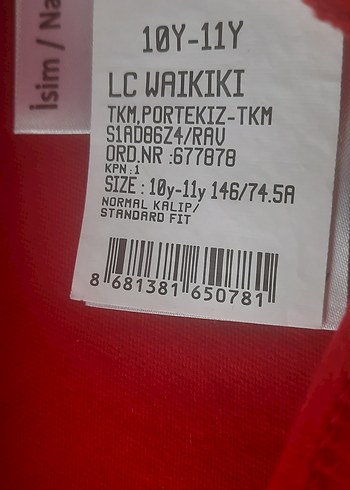 İsim / Na
10Y-11Y
LC WAIKIKI
TKM,PORTEKIZ-TKM
S1AD86Z4/RAV
ORD.NR :677878
KPN :1
SIZE : 10y-11y 146/74.5A
NORMAL KALIP/
STANDARD FIT
8 681381 650781